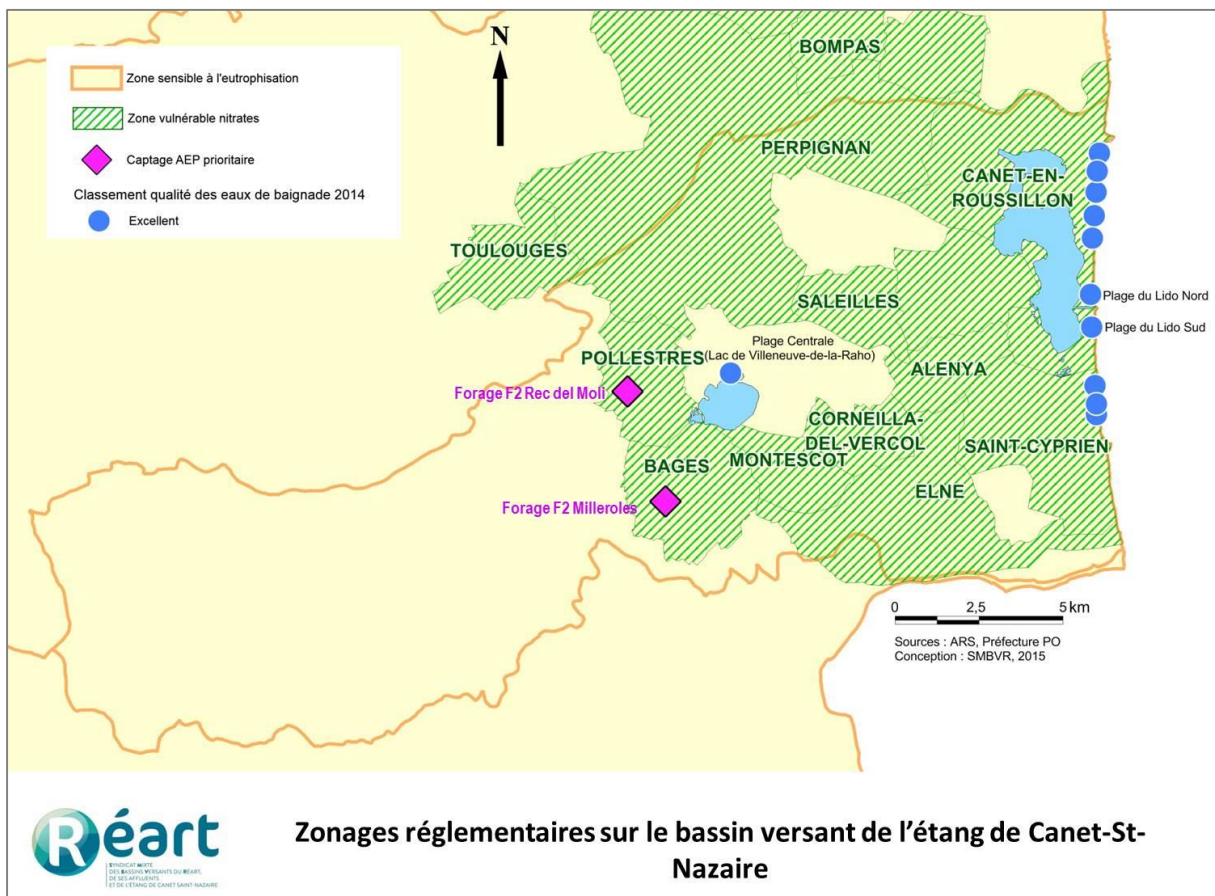 N
Zone sensible à l'eutrophisation
Zone vulnérable nitrates
Captage AEP prioritaire
Classement qualité des eaux de baignade 2014
Excellent
BOMPAS
PERPIGNAN
CANET-EN-
ROUSSILLON
TOULOUGES
SALEILLES
Plage du Lido Nord
Plage du Lido Sud
Plage Centrale
(Lac de Villeneuve-de-la-Raho)
POLLESTRES
ALENYA
Forage F2 Rec del Moli
CORNEILLA-
DEL-VERCOL
SAINT-CYPRIEN
BAGES
MONTESCOT
ELNE
Forage F2 Milleroles
0 2,5 5 km
Sources : ARS, Préfecture PO
Conception : SMBVR, 2015
Réart
SYNDICAT MIXTE
DES BASSINS VERSANTS DU RÉART,
DE SES AFFLUENTS
ET DE L'ÉTANG DE CANET SAINT-NAZAIRE
Zonages réglementaires sur le bassin versant de l'étang de Canet-St-
Nazaire